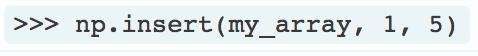 >>> np.insert(my_array, 1, 5)